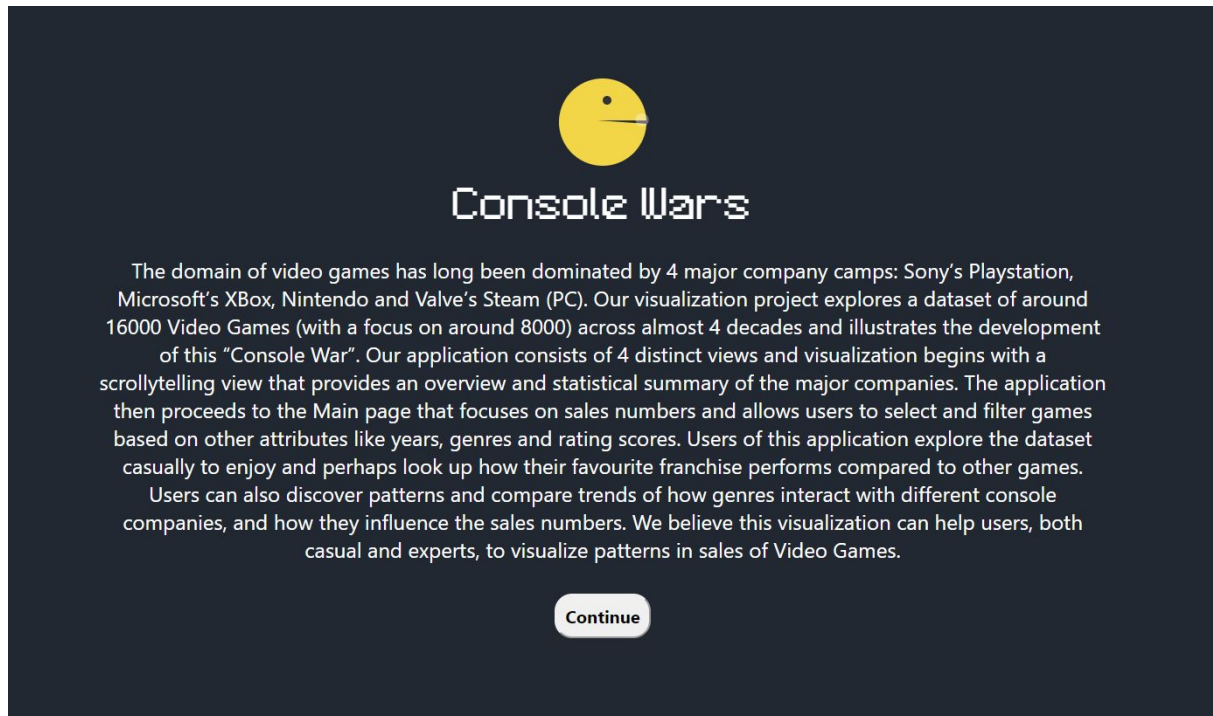 Console Wars
The domain of video games has long been dominated by 4 major company camps: Sony’s Playstation,
Microsoft’s XBox, Nintendo and Valve’s Steam (PC). Our visualization project explores a dataset of around
16000 Video Games (with a focus on around 8000) across almost 4 decades and illustrates the development
of this “Console War”. Our application consists of 4 distinct views and visualization begins with a
scrollytelling view that provides an overview and statistical summary of the major companies. The application
then proceeds to the Main page that focuses on sales numbers and allows users to select and filter games
based on other attributes like years, genres and rating scores. Users of this application explore the dataset
casually to enjoy and perhaps look up how their favourite franchise performs compared to other games.
Users can also discover patterns and compare trends of how genres interact with different console
companies, and how they influence the sales numbers. We believe this visualization can help users, both
casual and experts, to visualize patterns in sales of Video Games.
Continue